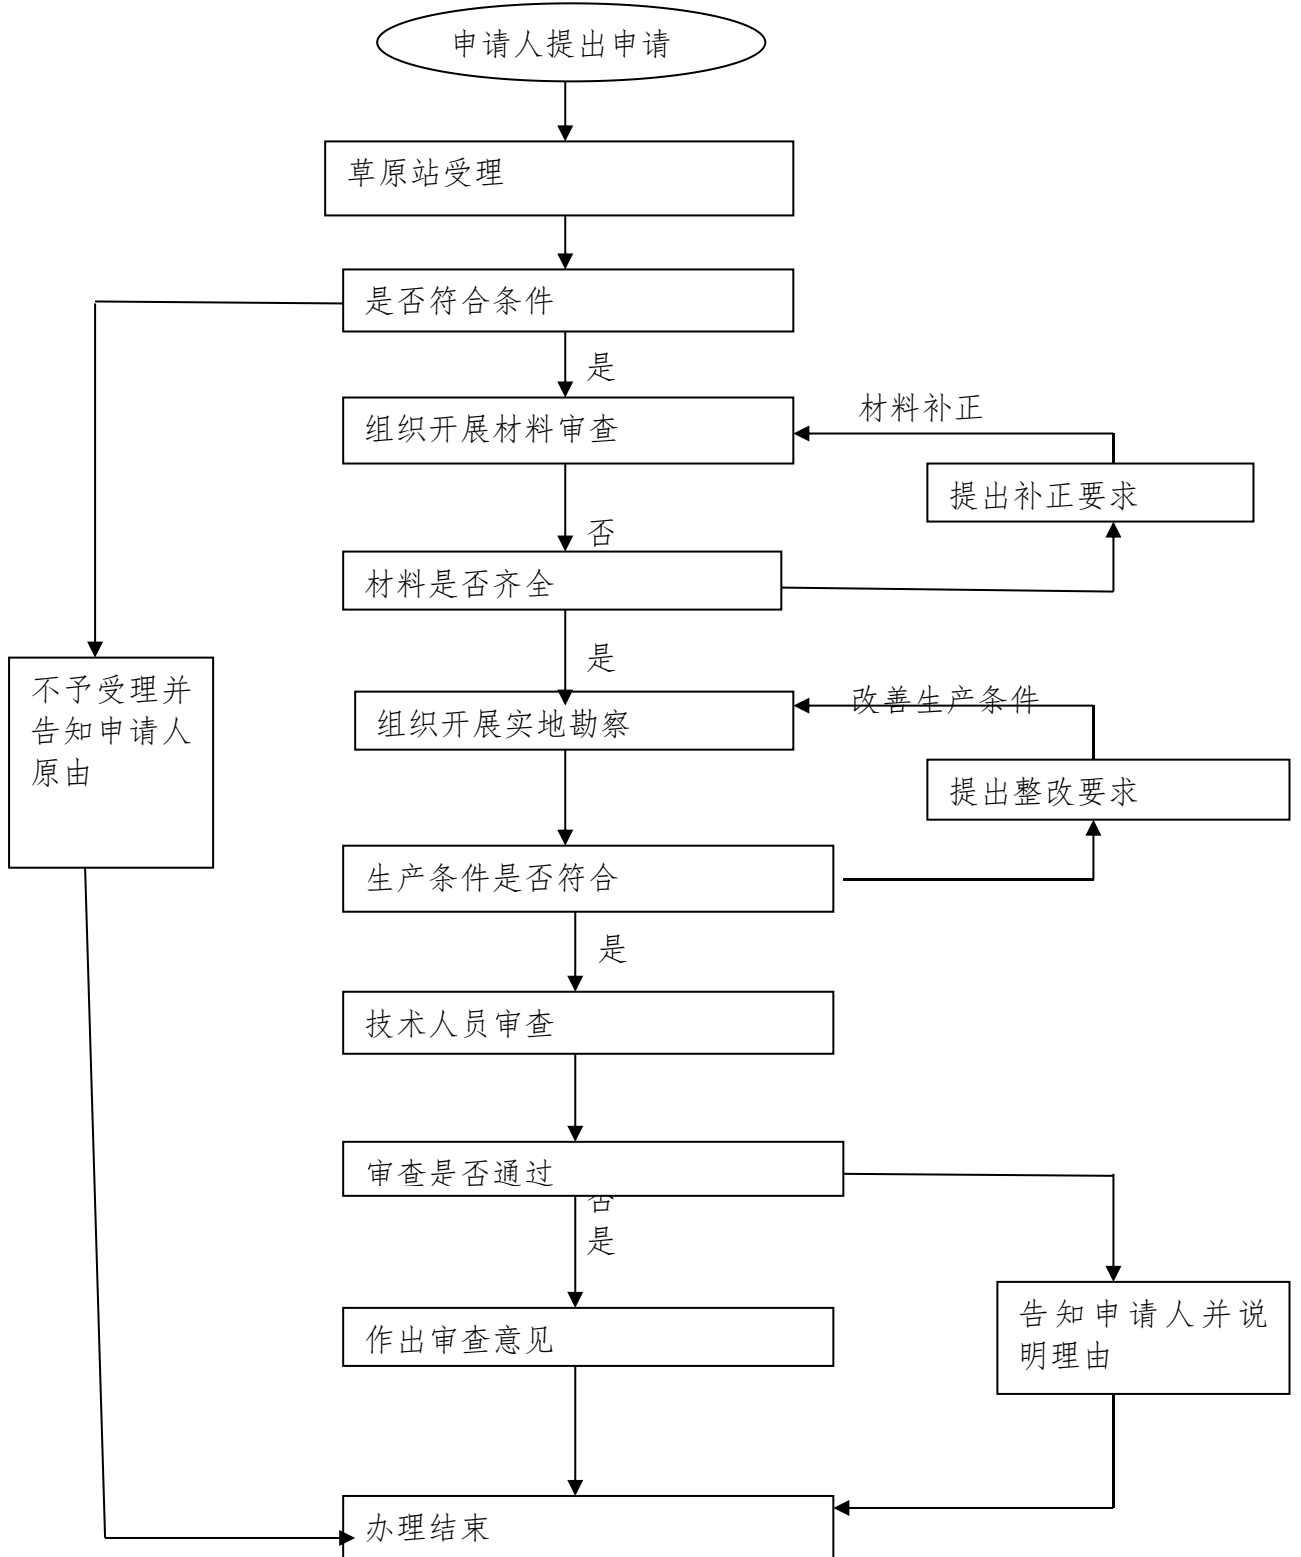 申请人提出申请
草原站受理
是否符合条件
是
组织开展材料审查
材料补正
提出补正要求
否
材料是否齐全
是
不予受理并
告知申请人
原由
组织开展实地勘察
改善生产条件
提出整改要求
生产条件是否符合
是
技术人员审查
审查是否通过
否
是
作出审查意见
告知申请人并说
明理由
办理结束